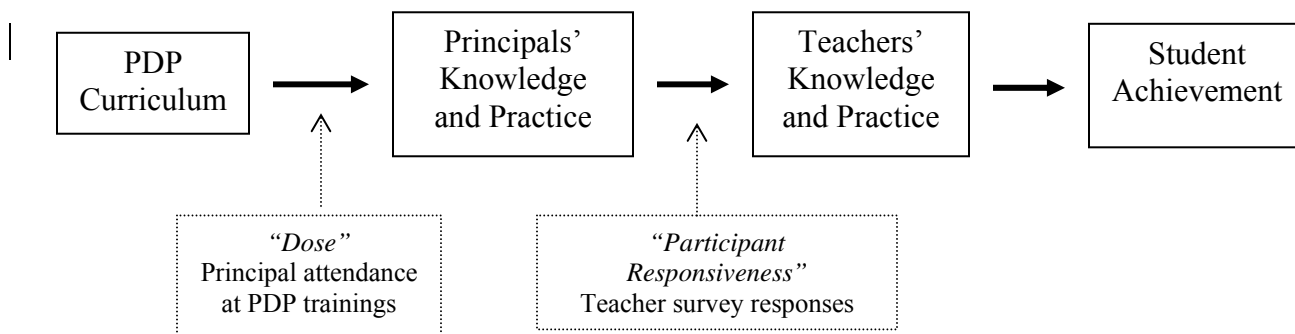 PDP
Curriculum
Principals’
Knowledge
and Practice
Teachers’
Knowledge
and Practice
Student
Achievement
“Dose”
Principal attendance
at PDP trainings
“Participant
Responsiveness”
Teacher survey responses